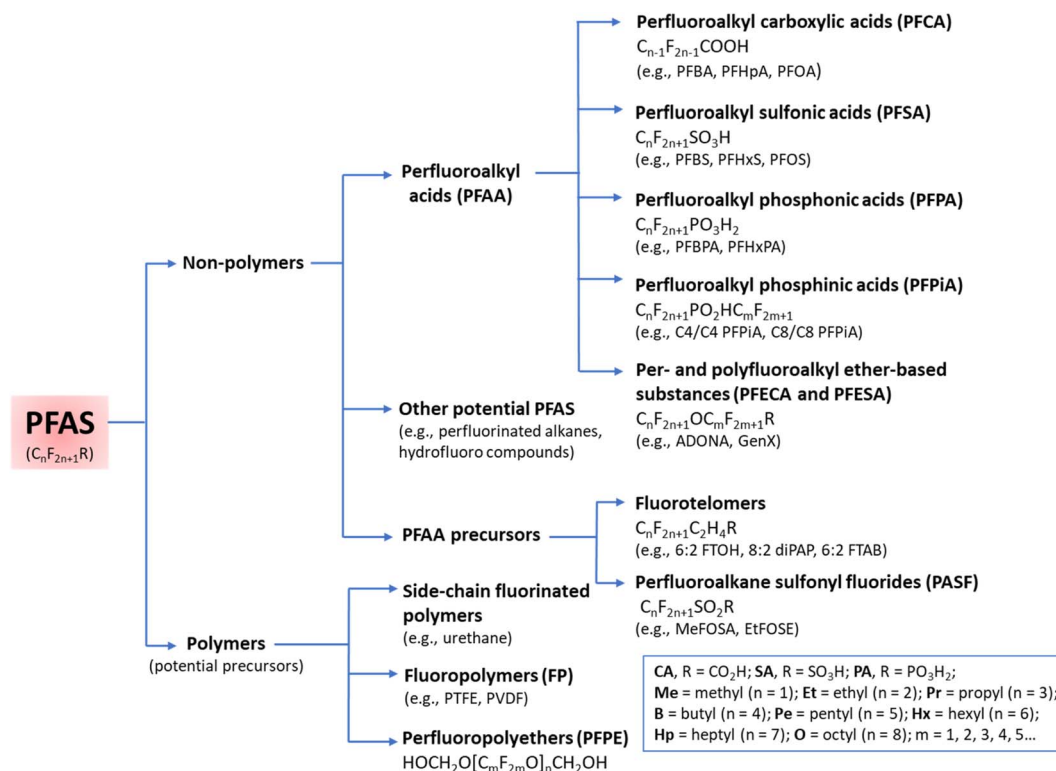 PFAS
(CₙF₂ₙ₊₁R)
Non-polymers
Perfluoroalkyl
acids (PFAA)
Perfluoroalkyl carboxylic acids (PFCA)
Cₙ₋₁F₂ₙ₋₁COOH
(e.g., PFBA, PFHpA, PFOA)
Perfluoroalkyl sulfonic acids (PFSA)
CₙF₂ₙ₊₁SO₃H
(e.g., PFBS, PFHxS, PFOS)
Perfluoroalkyl phosphonic acids (PFPA)
CₙF₂ₙ₊₁PO₃H₂
(e.g., PFBPA, PFHxPA)
Perfluoroalkyl phosphinic acids (PFPiA)
CₙF₂ₙ₊₁PO₂HCₘF₂ₘ₊₁
(e.g., C4/C4 PFPiA, C8/C8 PFPiA)
Per- and polyfluoroalkyl ether-based
substances (PFECA and PFESA)
CₙF₂ₙ₊₁OCₘF₂ₘ₊₁R
(e.g., ADONA, GenX)
Other potential PFAS
(e.g., perfluorinated alkanes,
hydrofluoro compounds)
PFAA precursors
Fluorotelomers
CₙF₂ₙ₊₁C₂H₄R
(e.g., 6:2 FTOH, 8:2 diPAP, 6:2 FTAB)
Perfluoroalkane sulfonyl fluorides (PASF)
CₙF₂ₙ₊₁SO₂R
(e.g., MeFOSA, EtFOSE)
Polymers
(potential precursors)
Side-chain fluorinated
polymers
(e.g., urethane)
Fluoropolymers (FP)
(e.g., PTFE, PVDF)
Perfluoropolyethers (PFPE)
HOCH₂O[CₘF₂ₘO]ₙCH₂OH
CA, R = CO₂H; SA, R = SO₃H; PA, R = PO₃H₂;
Me = methyl (n = 1); Et = ethyl (n = 2); Pr = propyl (n = 3);
B = butyl (n = 4); Pe = pentyl (n = 5); Hx = hexyl (n = 6);
Hp = heptyl (n = 7); O = octyl (n = 8); m = 1, 2, 3, 4, 5...